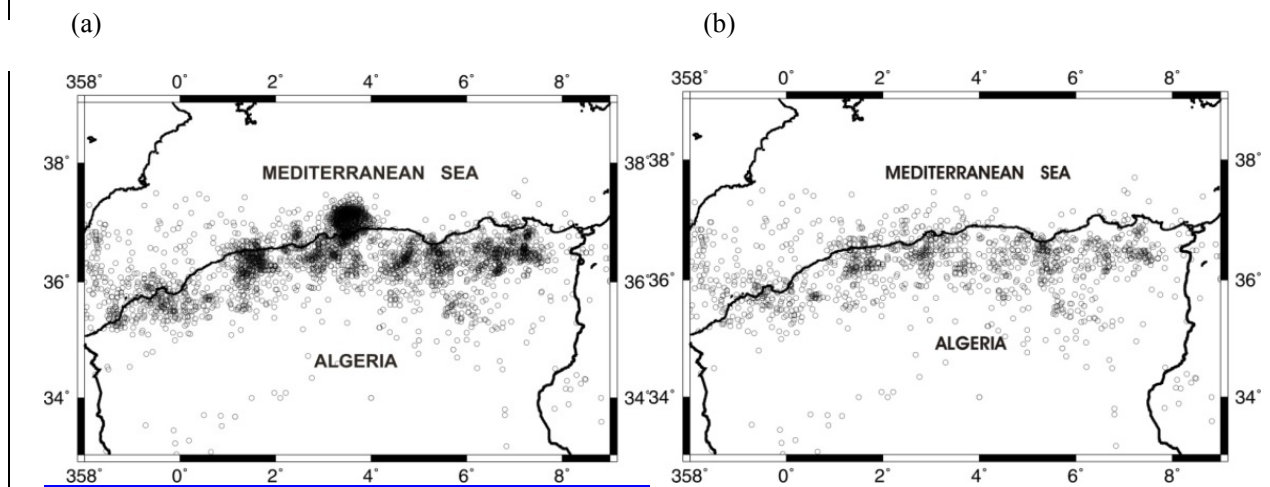 (a) (b)
358° 0° 2° 4° 6° 8° 358° 0° 2° 4° 6° 8°
38° MEDITERRANEAN SEA 38° 38° MEDITERRANEAN SEA 38°
36° 36° 36° 36°
ALGERIA ALGERIA
34° 34° 34° 34°
358 0 2 4 6 8 358 0 2 4 6 8